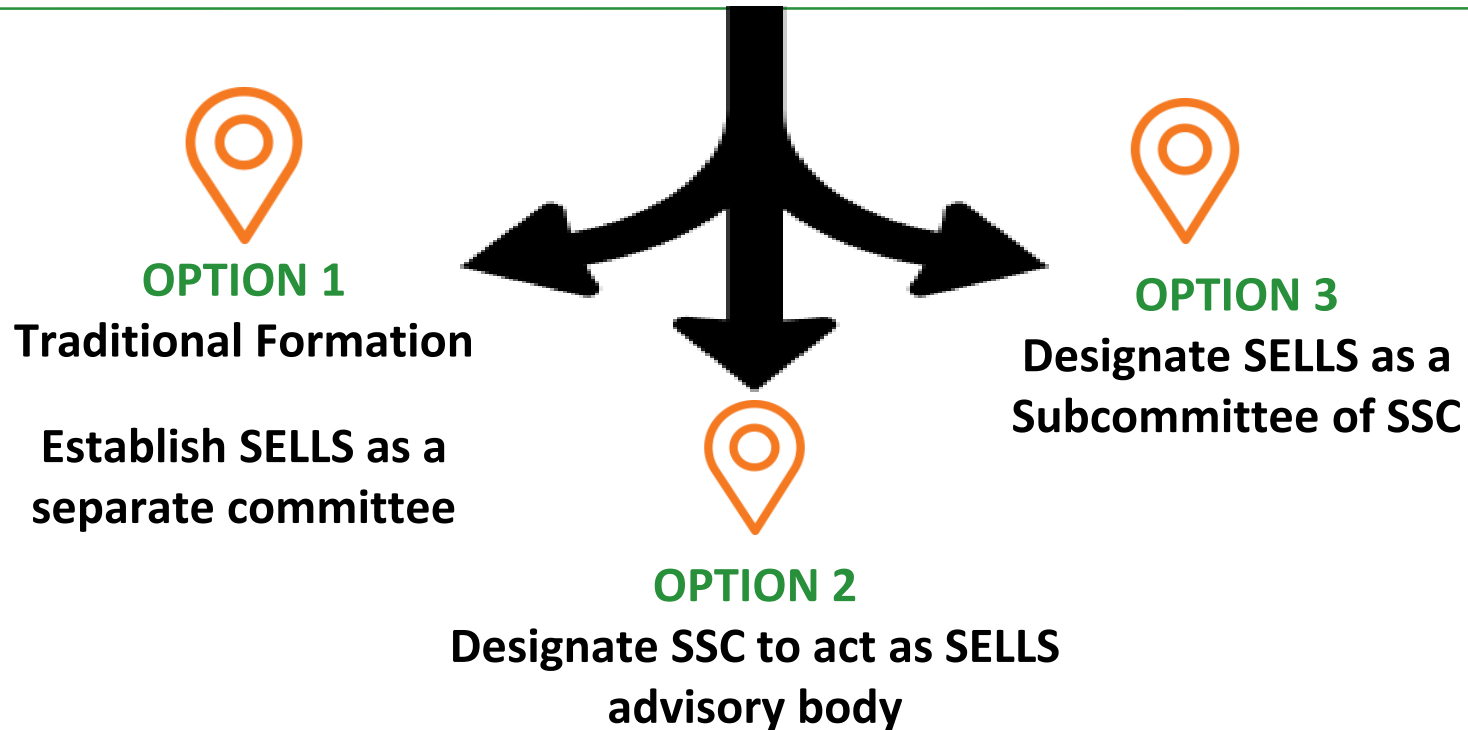 OPTION 1
Traditional Formation
Establish SELLS as a
separate committee
OPTION 2
Designate SSC to act as SELLS
advisory body
OPTION 3
Designate SELLS as a
Subcommittee of SSC